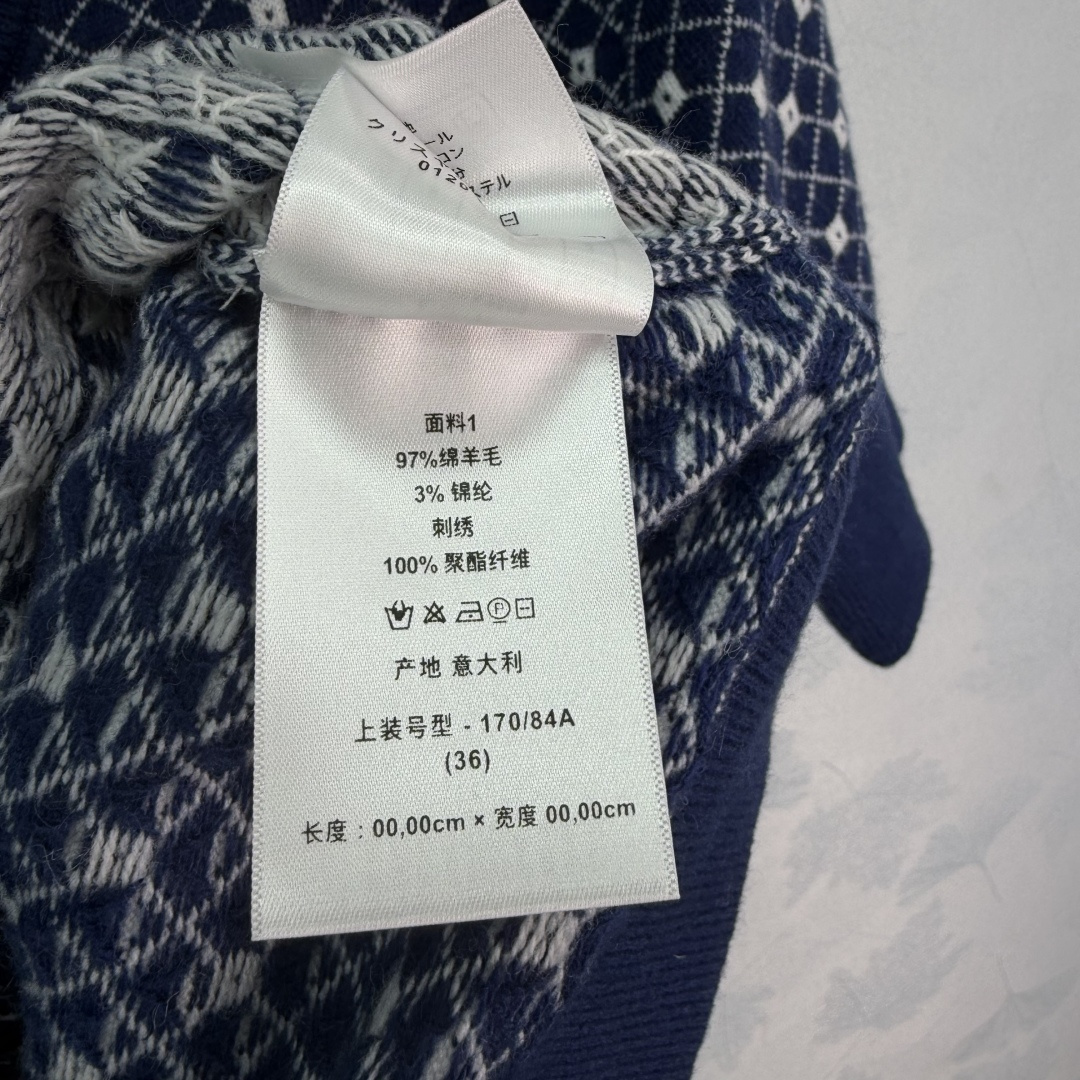 面料1
97%绵羊毛
3% 锦纶
刺绣
100% 聚酯纤维
产地 意大利
上装号型 - 170/84A
(36)
长度：00,00cm × 宽度 00,00cm